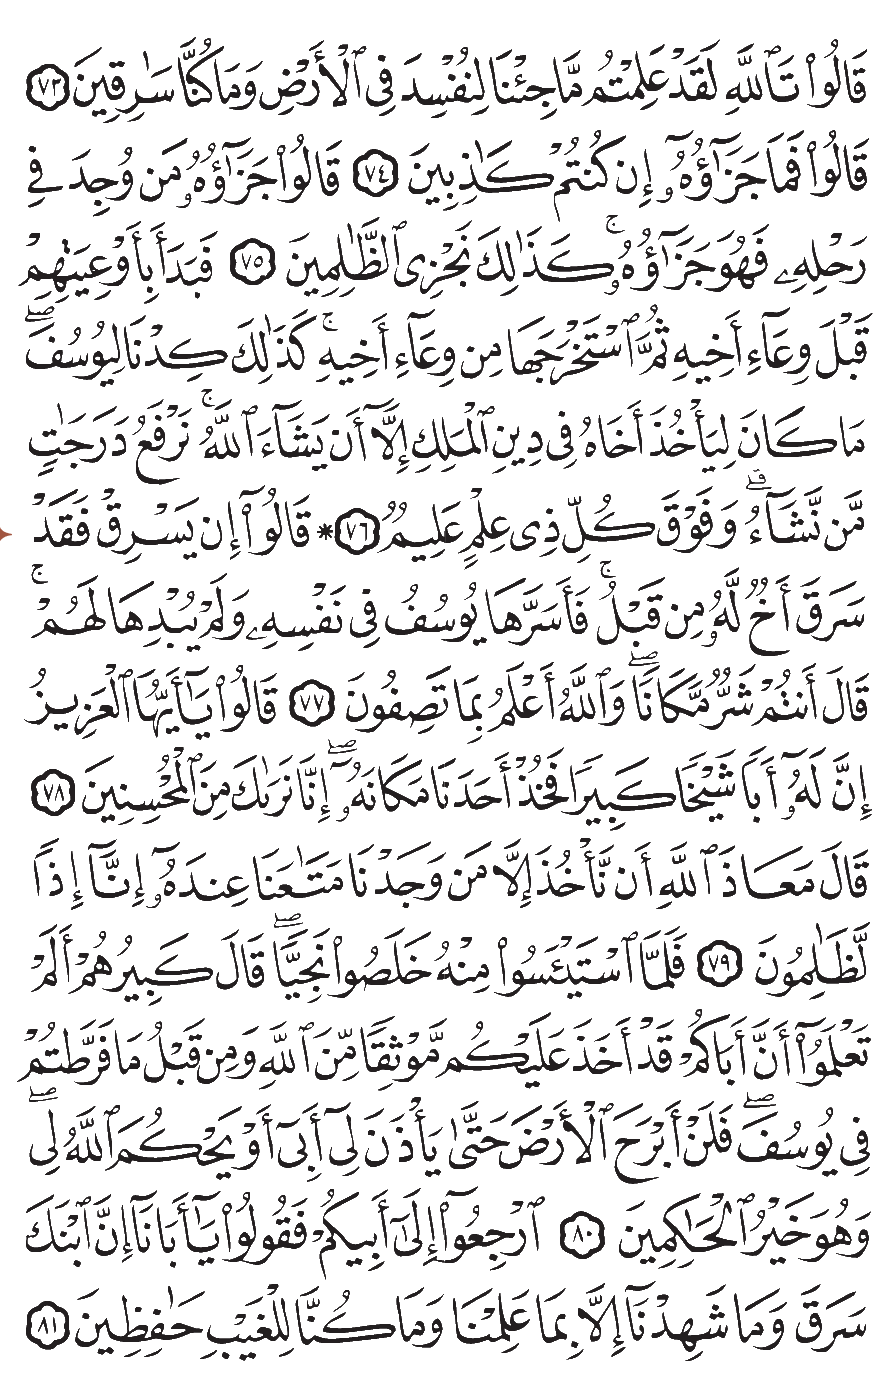 قَالُوا۟ تَٱللَّهِ لَقَدْ عَلِمْتُم مَّا جِئْنَا لِنُفْسِدَ فِى ٱلْأَرْضِ وَمَا كُنَّا سَٰرِقِينَ ٧٣
قَالُوا۟ فَمَا جَزَٰٓؤُهُۥٓ إِن كُنتُمْ كَٰذِبِينَ ٧٤ قَالُوا۟ جَزَٰٓؤُهُۥ مَن وُجِدَ فِى
رَحْلِهِۦ فَهُوَ جَزَٰٓؤُهُۥ ۚ كَذَٰلِكَ نَجْزِى ٱلظَّٰلِمِينَ ٧٥ فَبَدَأَ بِأَوْعِيَتِهِمْ
قَبْلَ وِعَآءِ أَخِيهِ ثُمَّ ٱسْتَخْرَجَهَا مِن وِعَآءِ أَخِيهِ ۚ كَذَٰلِكَ كِدْنَا لِيُوسُفَ ۖ
مَا كَانَ لِيَأْخُذَ أَخَاهُ فِى دِينِ ٱلْمَلِكِ إِلَّآ أَن يَشَآءَ ٱللَّهُ ۚ نَرْفَعُ دَرَجَٰتٍ
مَّن نَّشَآءُ ۗ وَفَوْقَ كُلِّ ذِى عِلْمٍ عَلِيمٌ ٧٦ * قَالُوٓا۟ إِن يَسْرِقْ فَقَدْ
سَرَقَ أَخٌ لَّهُۥ مِن قَبْلُ ۚ فَأَسَرَّهَا يُوسُفُ فِى نَفْسِهِۦ وَلَمْ يُبْدِهَا لَهُمْ ۚ
قَالَ أَنتُمْ شَرٌّ مَّكَانًا ۖ وَٱللَّهُ أَعْلَمُ بِمَا تَصِفُونَ ٧٧ قَالُوا۟ يَٰٓأَيُّهَا ٱلْعَزِيزُ
إِنَّ لَهُۥٓ أَبًا شَيْخًا كَبِيرًا فَخُذْ أَحَدَنَا مَكَانَهُۥٓ ۖ إِنَّا نَرَىٰكَ مِنَ ٱلْمُحْسِنِينَ ٧٨
قَالَ مَعَاذَ ٱللَّهِ أَن نَّأْخُذَ إِلَّا مَن وَجَدْنَا مَتَٰعَنَا عِندَهُۥٓ إِنَّآ إِذًا
لَّظَٰلِمُونَ ٧٩ فَلَمَّا ٱسْتَيْـَٔسُوا۟ مِنْهُ خَلَصُوا۟ نَجِيًّا ۖ قَالَ كَبِيرُهُمْ أَلَمْ
تَعْلَمُوٓا۟ أَنَّ أَبَاكُمْ قَدْ أَخَذَ عَلَيْكُم مَّوْثِقًا مِّنَ ٱللَّهِ وَمِن قَبْلُ مَا فَرَّطتُمْ
فِى يُوسُفَ ۖ فَلَنْ أَبْرَحَ ٱلْأَرْضَ حَتَّىٰ يَأْذَنَ لِىٓ أَبِىٓ أَوْ يَحْكُمَ ٱللَّهُ لِى ۖ
وَهُوَ خَيْرُ ٱلْحَٰكِمِينَ ٨٠ ٱرْجِعُوٓا۟ إِلَىٰٓ أَبِيكُمْ فَقُولُوا۟ يَٰٓأَبَانَآ إِنَّ ٱبْنَكَ
سَرَقَ وَمَا شَهِدْنَآ إِلَّا بِمَا عَلِمْنَا وَمَا كُنَّا لِلْغَيْبِ حَٰفِظِينَ ٨١